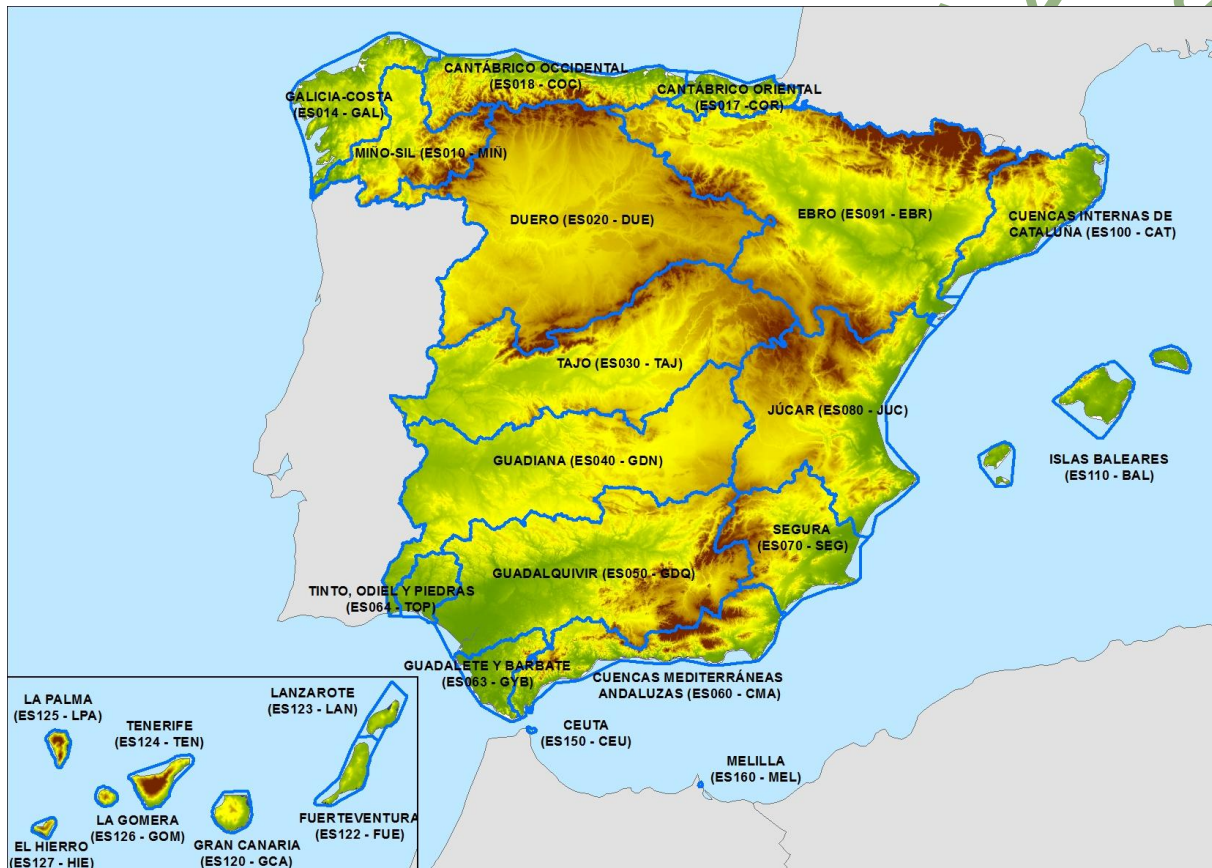 CANTÁBRICO OCCIDENTAL
(ES018 - COC)
CANTÁBRICO ORIENTAL
(ES017 -COR)
GALICIA-COSTA
(ES014 - GAL)
MIÑO-SIL (ES010 - MIÑ)
DUERO (ES020 - DUE)
EBRO (ES091 - EBR)
CUENCAS INTERNAS DE
CATALUÑA (ES100 - CAT)
TAJO (ES030 - TAJ)
JÚCAR (ES080 - JUC)
GUADIANA (ES040 - GDN)
ISLAS BALEARES
(ES110 - BAL)
SEGURA
(ES070 - SEG)
GUADALQUIVIR (ES050 - GDQ)
TINTO, ODIEL Y PIEDRAS
(ES064 - TOP)
GUADALETE Y BARBATE
(ES063 - GYB)
CUENCAS MEDITERRÁNEAS
ANDALUZAS (ES060 - CMA)
CEUTA
(ES150 - CEU)
MELILLA
(ES160 - MEL)
LA PALMA
(ES125 - LPA)
TENERIFE
(ES124 - TEN)
LANZAROTE
(ES123 - LAN)
LA GOMERA
(ES126 - GOM)
FUERTEVENTURA
(ES122 - FUE)
EL HIERRO
(ES127 - HIE)
GRAN CANARIA
(ES120 - GCA)